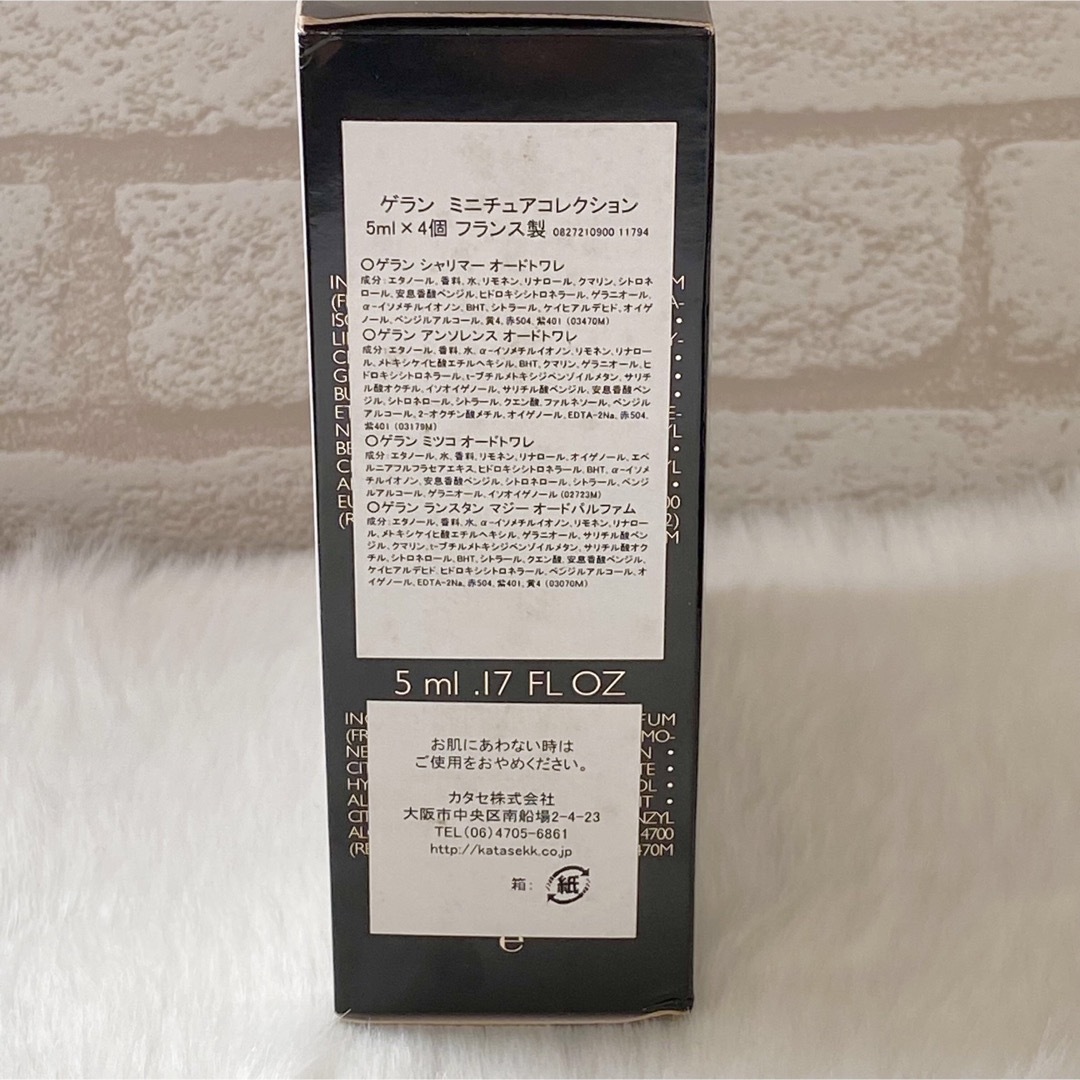 ゲラン ミニチュアコレクション
5ml×4個 フランス製 0827210900 11794
〇ゲラン シャリマー オードトワレ
成分:エタノール、香料、水、リモネン、リナロール、クマリン、シトロネ
ロール、安息香酸ベンジル、ヒドロキシシトロネラール、ゲラニオール、
α-イソメチルイオノン、BHT、シトラール、ケイヒアルデヒド、オイゲ
ノール、ベンジルアルコール、黄4、赤504、紫401 (03470M)
〇ゲラン アンソレンス オードトワレ
成分:エタノール、香料、水、α-イソメチルイオノン、リモネン、リナロー
ル、メトキシケイヒ酸エチルヘキシル、BHT、クマリン、ゲラニオール、ヒ
ドロキシシトロネラール、t-ブチルメトキシジベンゾイルメタン、サリチ
ル酸オクチル、イソオイゲノール、サリチル酸ベンジル、安息香酸ベン
ジル、シトロネロール、シトラール、クエン酸、ファルネソール、ベンジル
アルコール、2-オクチン酸メチル、オイゲノール、EDTA-2Na、赤504、
紫401 (03179M)
〇ゲラン ミツコ オードトワレ
成分:エタノール、水、香料、リモネン、リナロール、オイゲノール、エベ
ルニアフルフラセアエキス、ヒドロキシシトロネラール、BHT、α-イソメ
チルイオノン、安息香酸ベンジル、シトロネロール、シトラール、ベンジ
ルアルコール、ゲラニオール、イソオイゲノール (02723M)
〇ゲラン ランスタン マジー オードパルファム
成分:エタノール、香料、水、α-イソメチルイオノン、リモネン、リナロー
ル、メトキシケイヒ酸エチルヘキシル、ゲラニオール、サリチル酸ベン
ジル、クマリン、t-ブチルメトキシジベンゾイルメタン、サリチル酸オク
チル、シトロネロール、BHT、シトラール、クエン酸、安息香酸ベンジル、
ケイヒアルデヒド、ヒドロキシシトロネラール、ベンジルアルコール、オ
イゲノール、EDTA-2Na、赤504、紫401、黄4 (03070M)
5 ml .17 FL OZ
お肌にあわない時は
ご使用をおやめください。
カタセ株式会社
大阪市中央区南船場2-4-23
TEL(06)4705-6861
http://katasekk.co.jp
箱: 紙
e